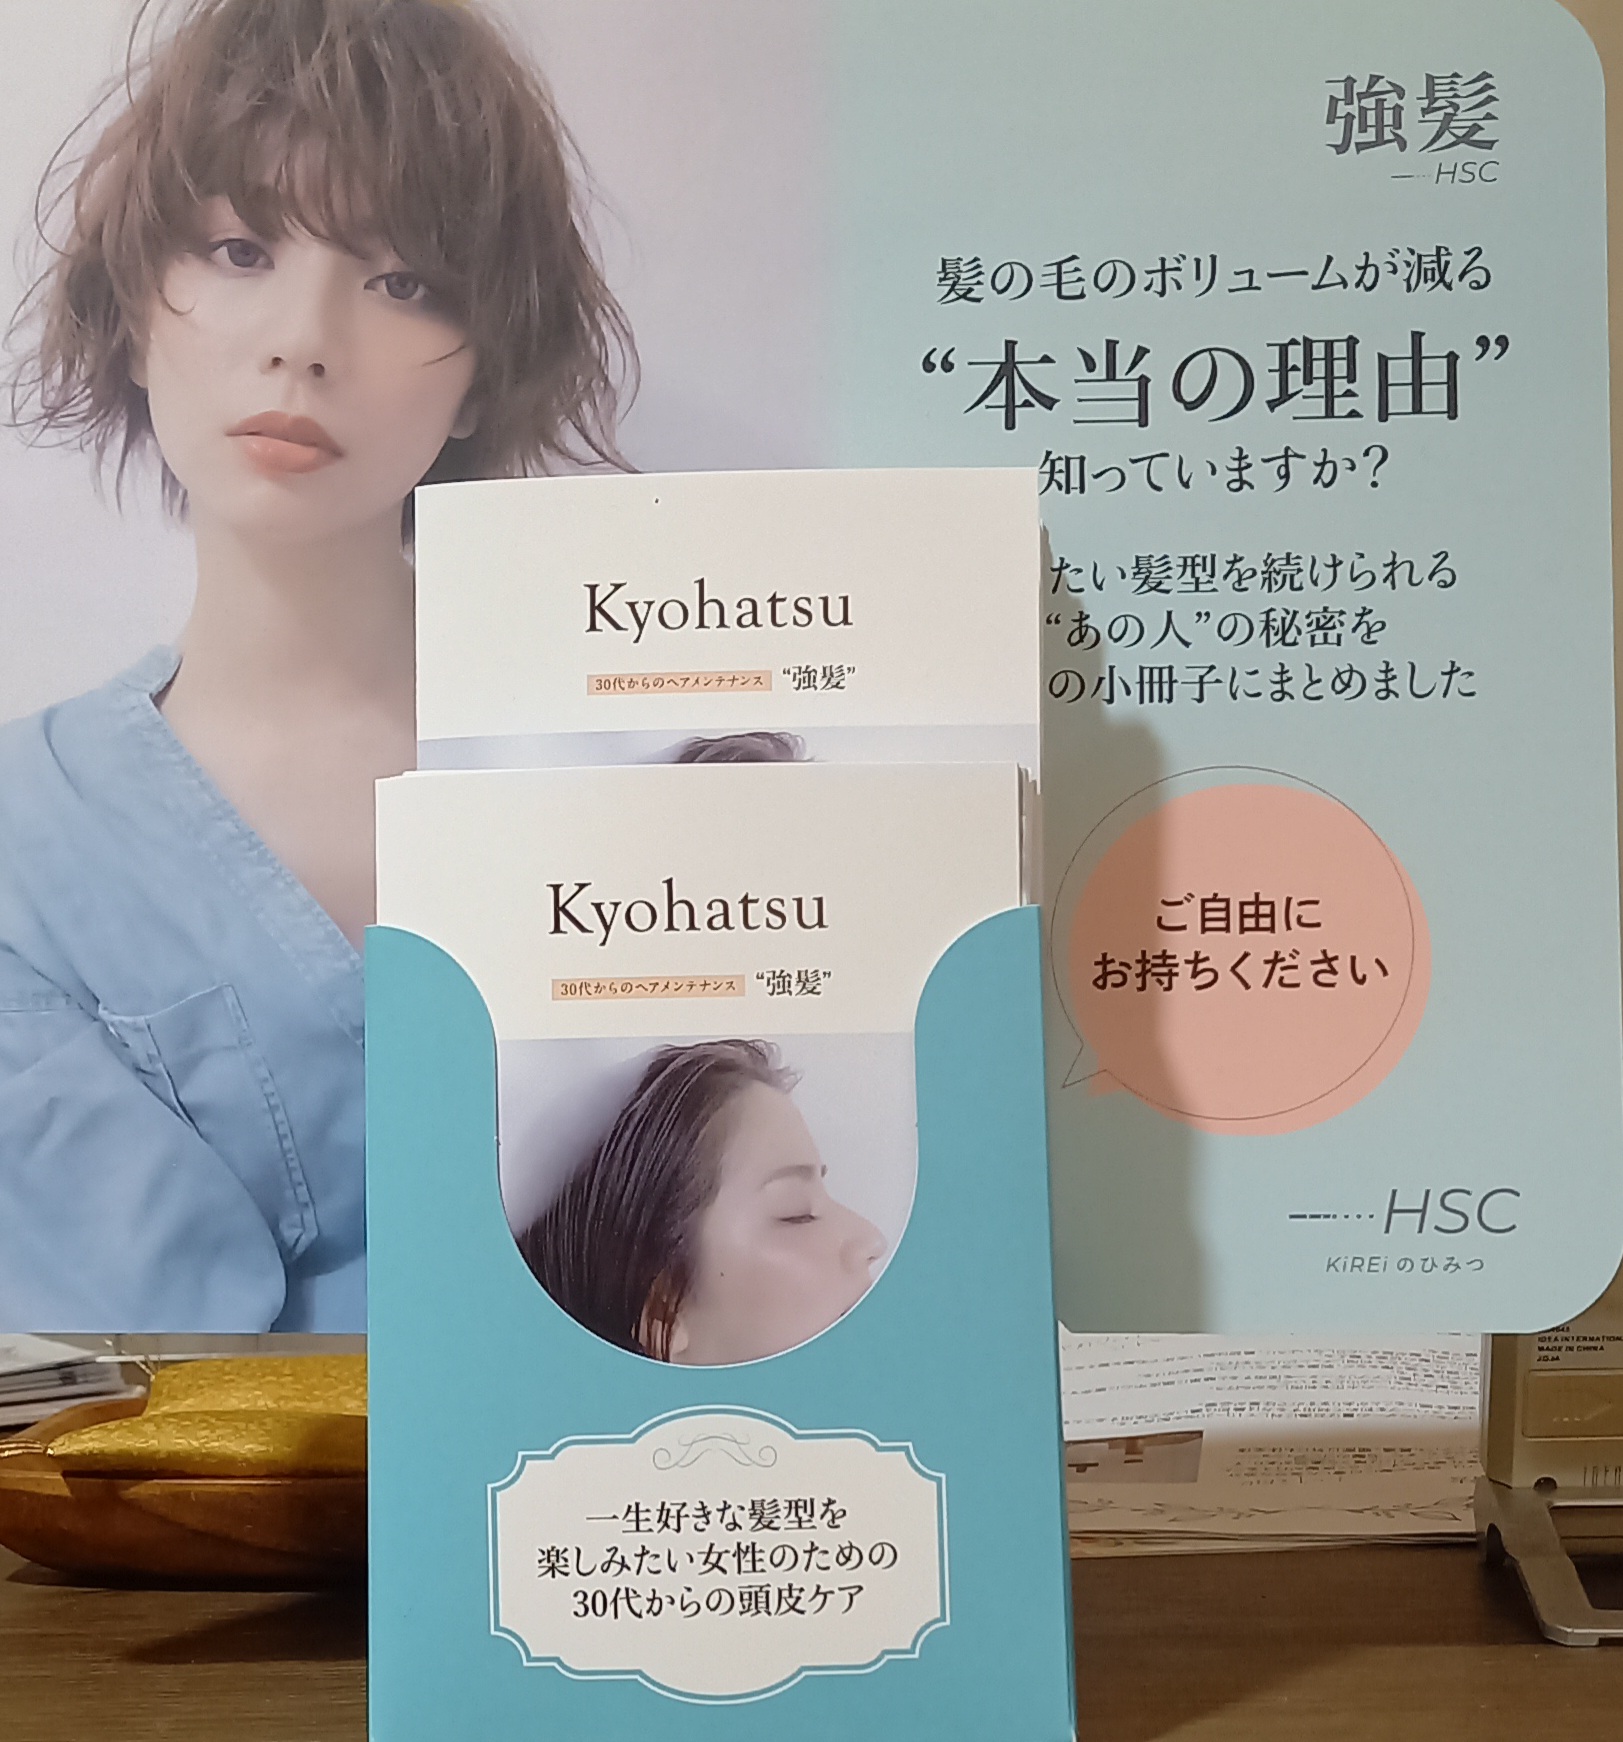 強髪
HSC
髪の毛のボリュームが減る
“本当の理由”
知っていますか？
たい髪型を続けられる
“あの人”の秘密を
の小冊子にまとめました
Kyohatsu
30代からのヘアメンテナンス “強髪”
Kyohatsu
30代からのヘアメンテナンス “強髪”
ご自由に
お持ちください
HSC
KiREi のひみつ
IDEA INTERNATION
MADE IN CHINA
一生好きな髪型を
楽しみたい女性のための
30代からの頭皮ケア